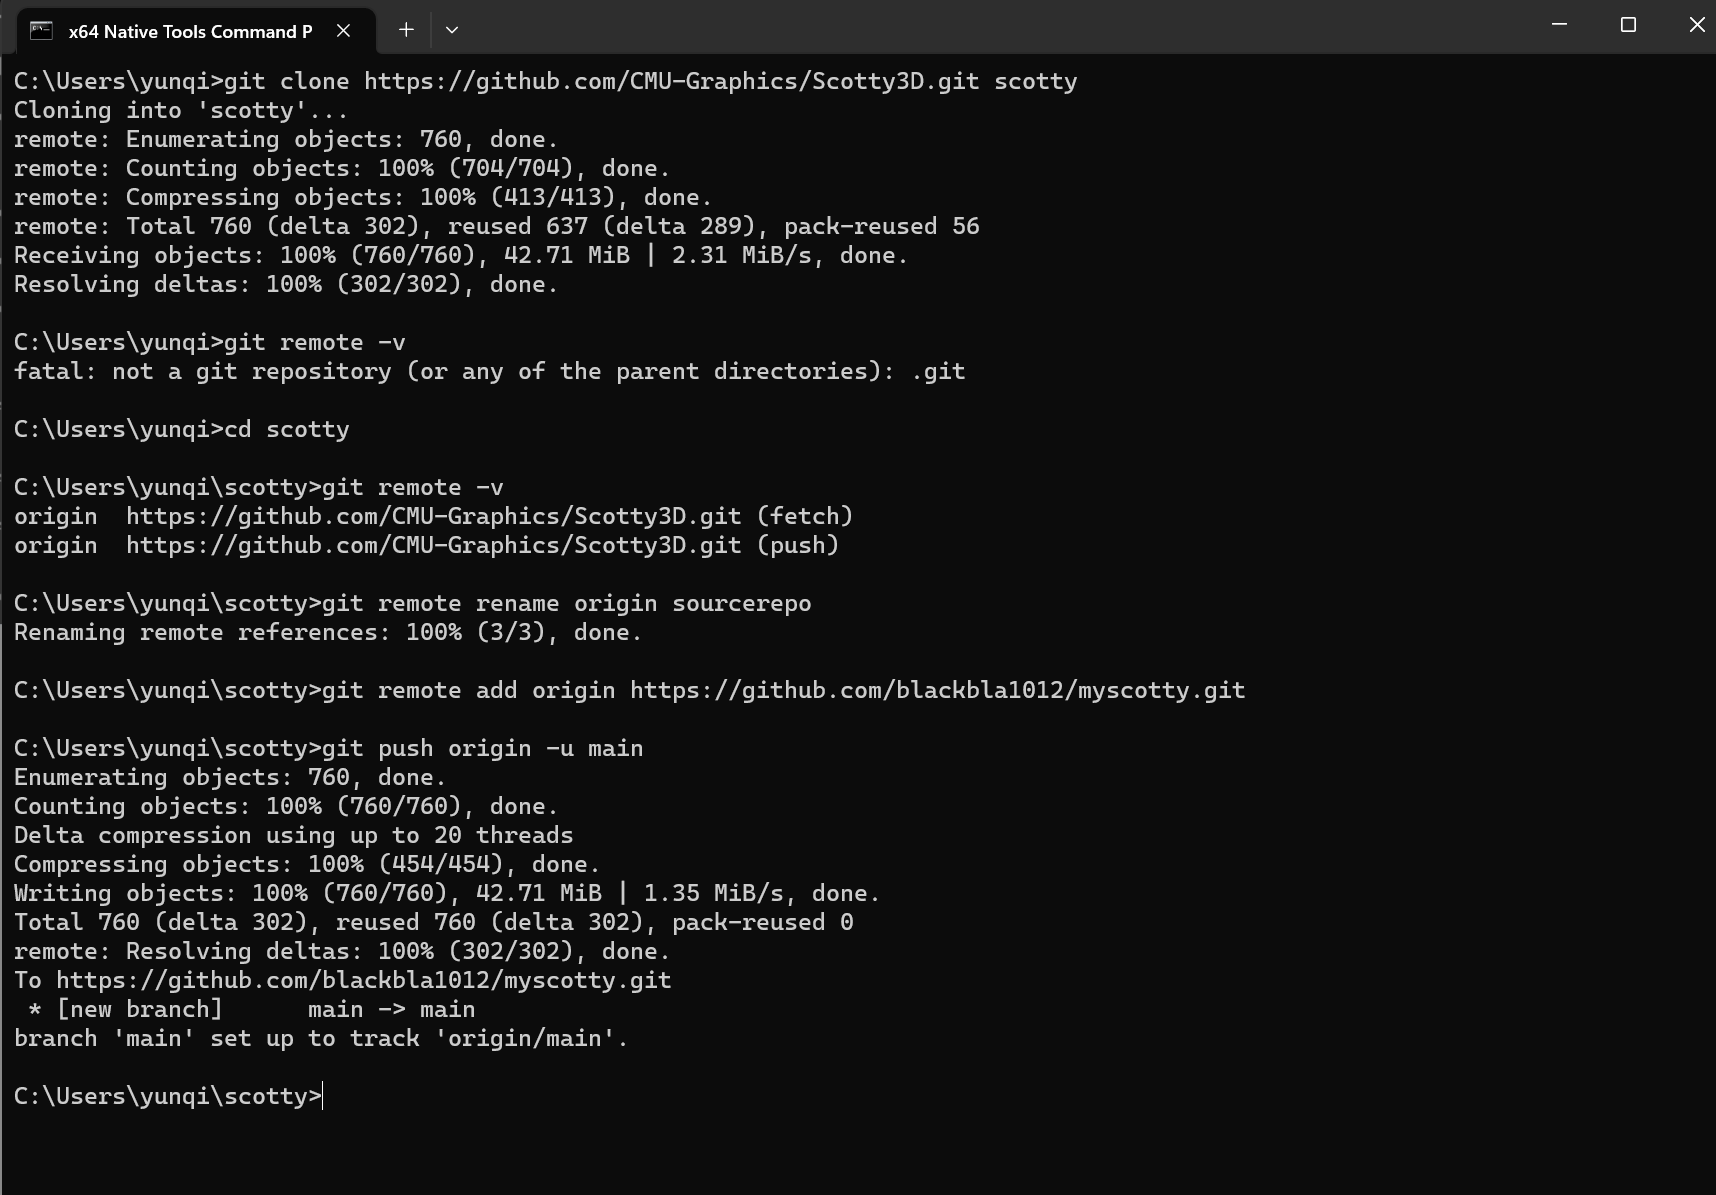 x64 Native Tools Command P
C:\Users\yunqi>git clone https://github.com/CMU-Graphics/Scotty3D.git scotty
Cloning into 'scotty'...
remote: Enumerating objects: 760, done.
remote: Counting objects: 100% (704/704), done.
remote: Compressing objects: 100% (413/413), done.
remote: Total 760 (delta 302), reused 637 (delta 289), pack-reused 56
Receiving objects: 100% (760/760), 42.71 MiB | 2.31 MiB/s, done.
Resolving deltas: 100% (302/302), done.
C:\Users\yunqi>git remote -v
fatal: not a git repository (or any of the parent directories): .git
C:\Users\yunqi>cd scotty
C:\Users\yunqi\scotty>git remote -v
origin  https://github.com/CMU-Graphics/Scotty3D.git (fetch)
origin  https://github.com/CMU-Graphics/Scotty3D.git (push)
C:\Users\yunqi\scotty>git remote rename origin sourcerepo
Renaming remote references: 100% (3/3), done.
C:\Users\yunqi\scotty>git remote add origin https://github.com/blackbla1012/myscotty.git
C:\Users\yunqi\scotty>git push origin -u main
Enumerating objects: 760, done.
Counting objects: 100% (760/760), done.
Delta compression using up to 20 threads
Compressing objects: 100% (454/454), done.
Writing objects: 100% (760/760), 42.71 MiB | 1.35 MiB/s, done.
Total 760 (delta 302), reused 760 (delta 302), pack-reused 0
remote: Resolving deltas: 100% (302/302), done.
To https://github.com/blackbla1012/myscotty.git
 * [new branch]      main -> main
branch 'main' set up to track 'origin/main'.
C:\Users\yunqi\scotty>